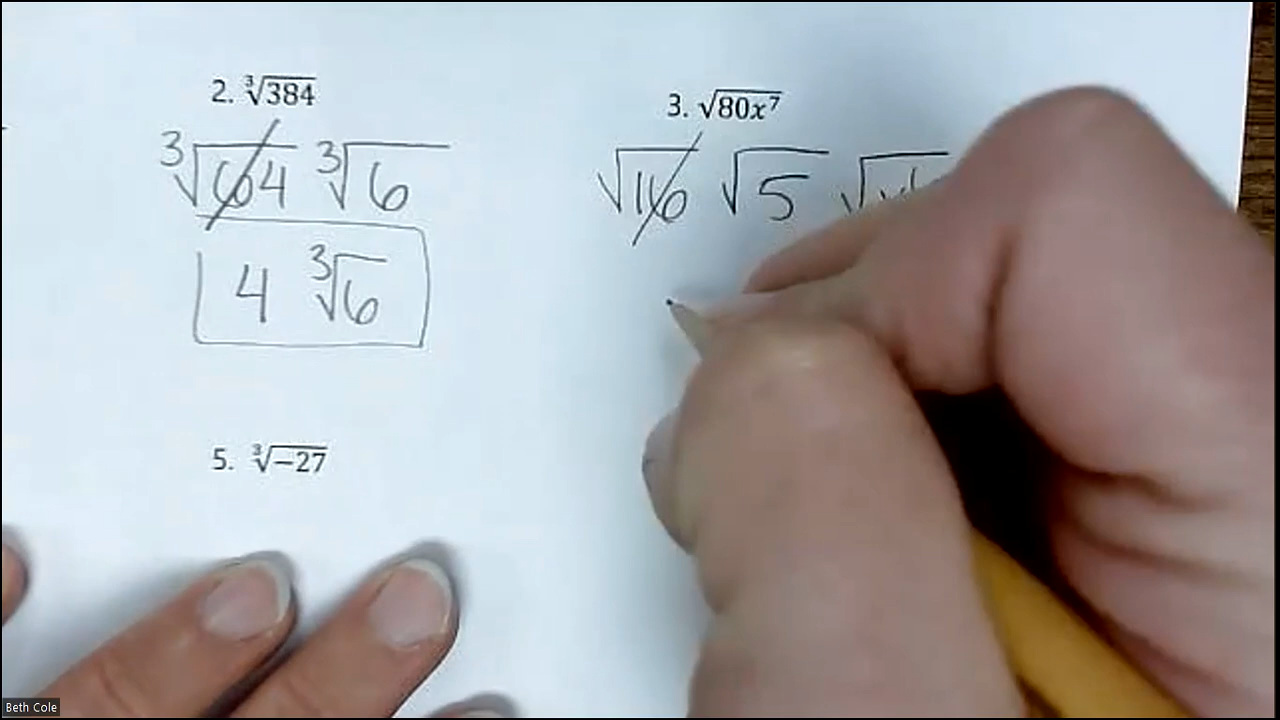 2. ∛384
3. √80x⁷
∛64 ∛6
√16 √5
4 ∛6
5. ∛−27
Beth Cole